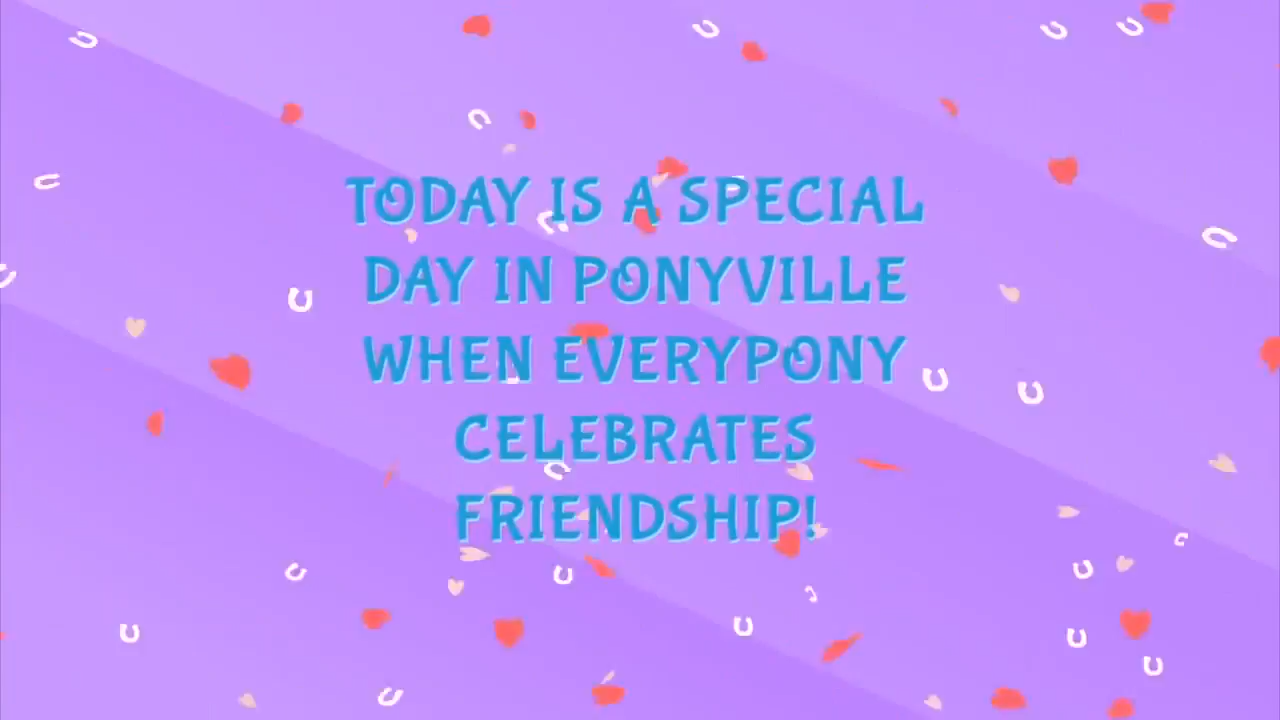 TODAY IS A SPECIAL
DAY IN PONYVILLE
WHEN EVERYPONY
CELEBRATES
FRIENDSHIP!